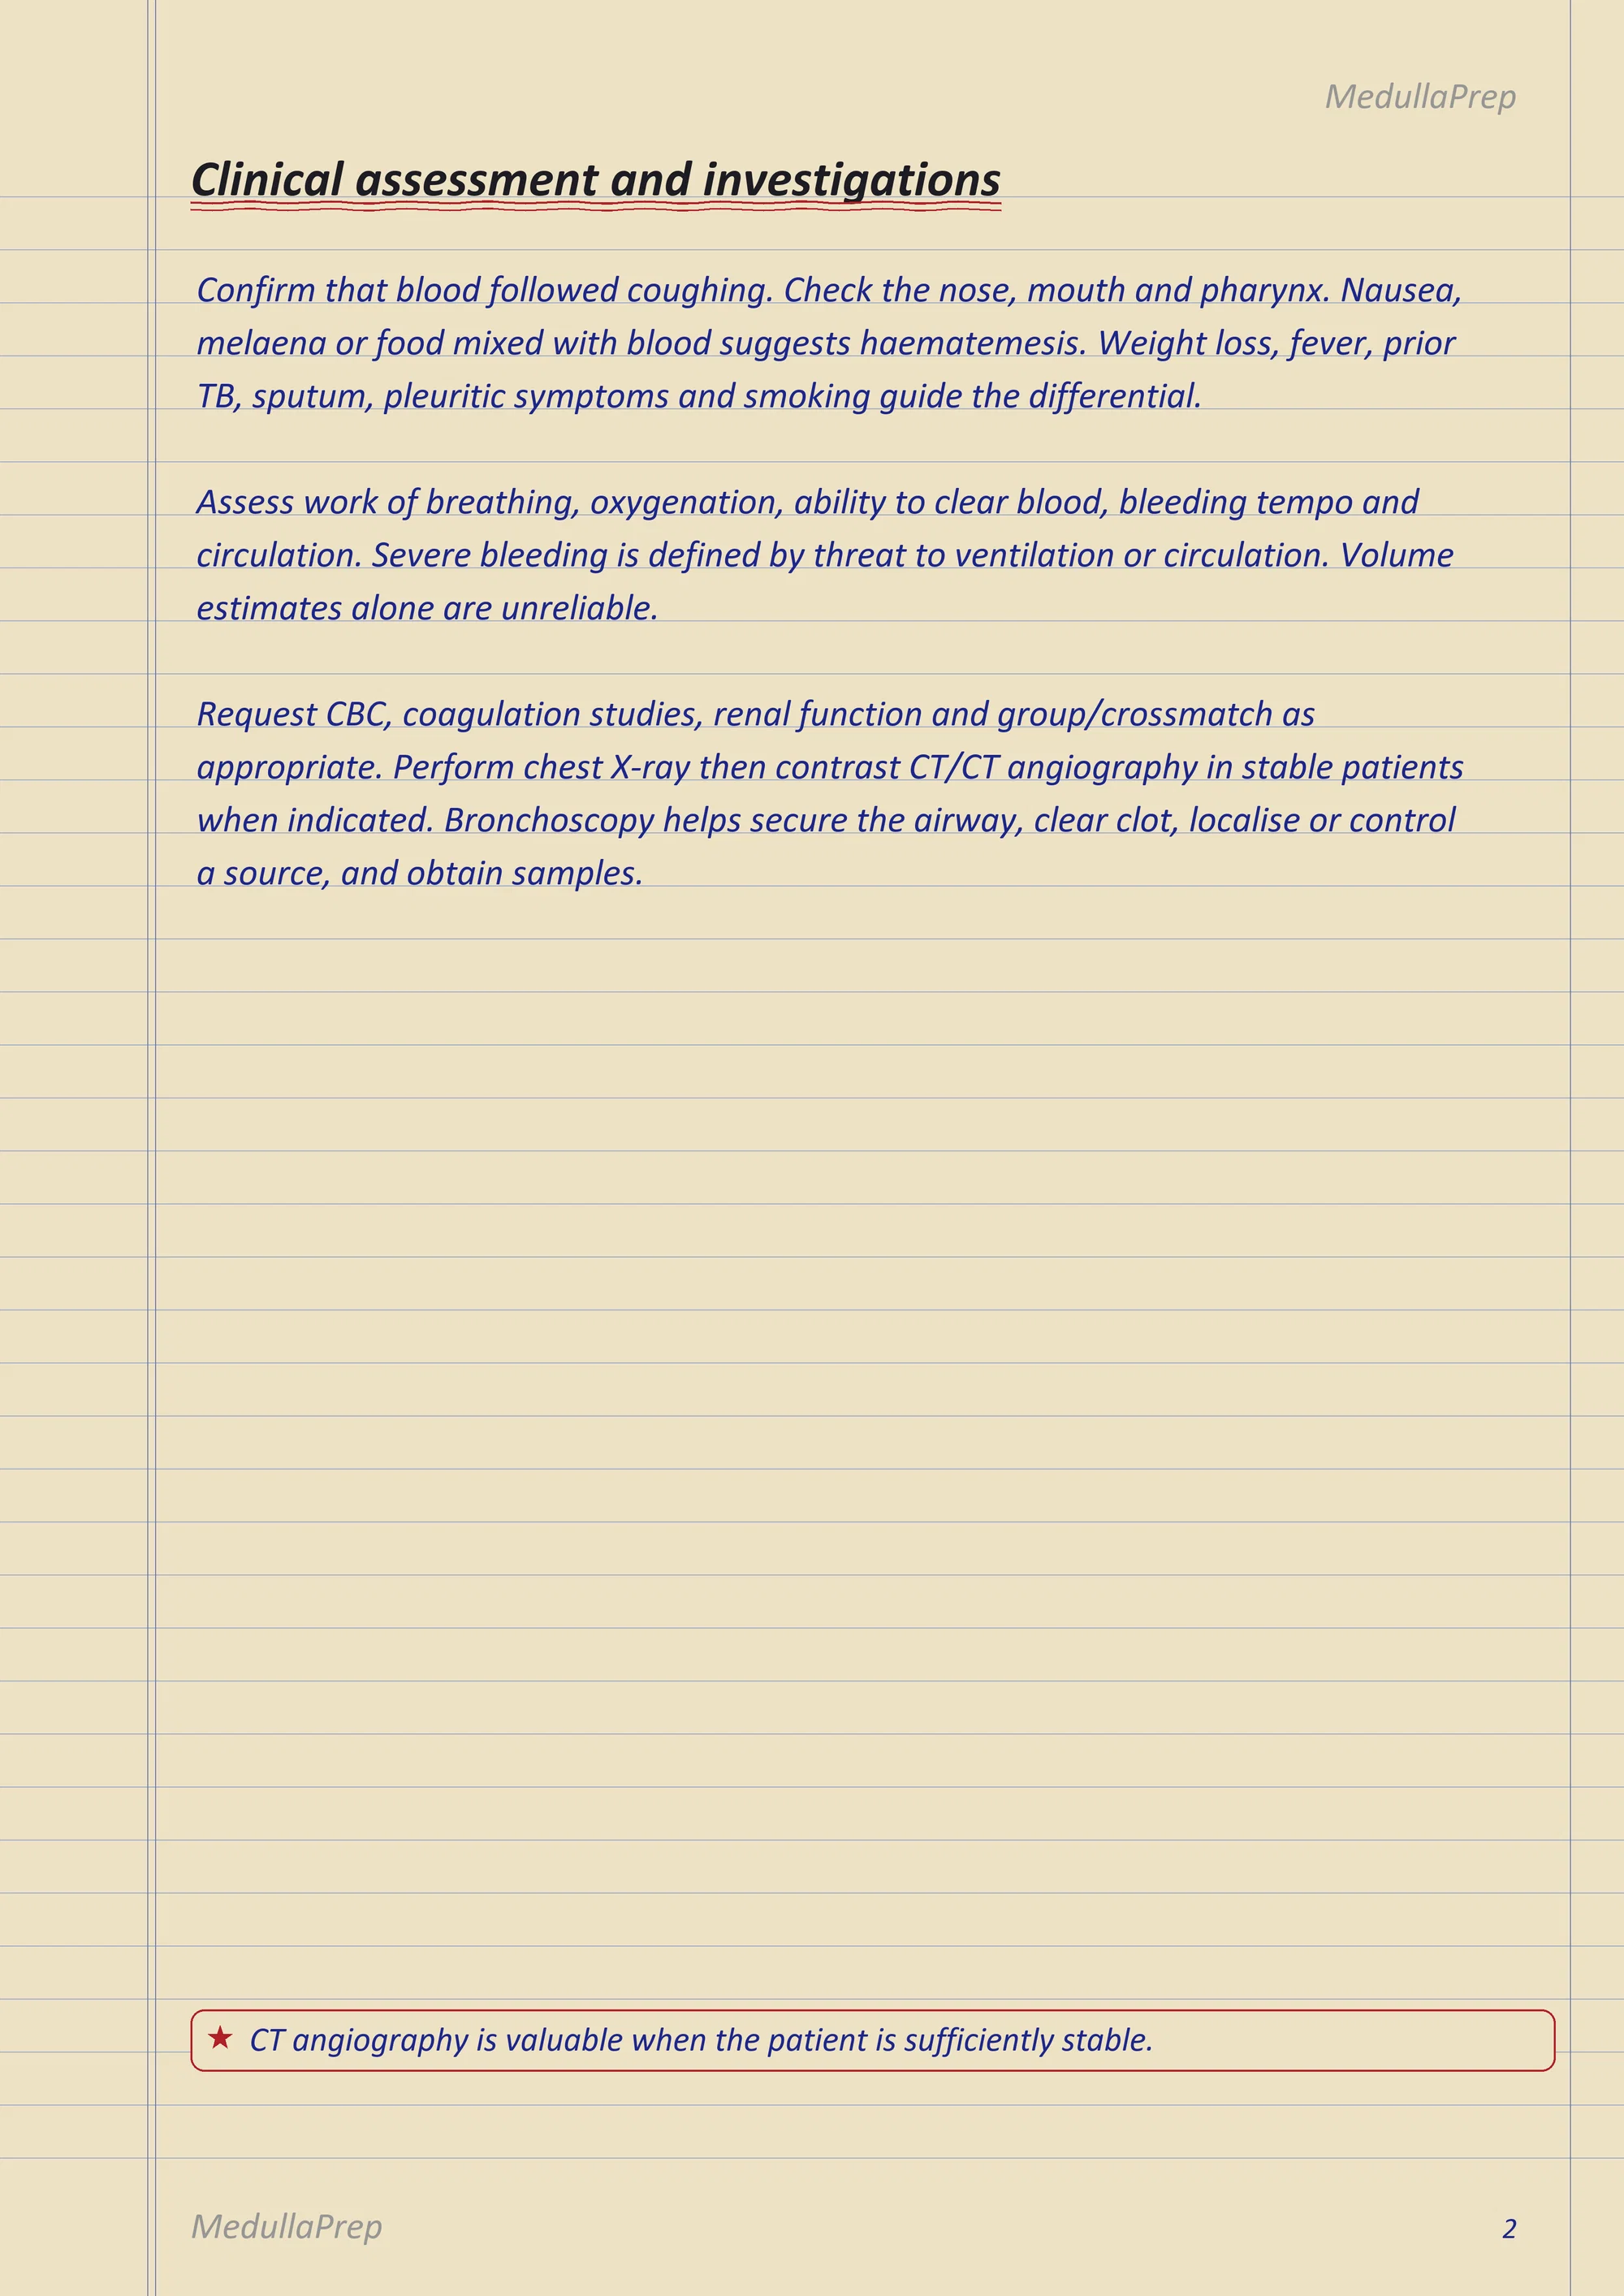 MedullaPrep
Clinical assessment and investigations
Confirm that blood followed coughing. Check the nose, mouth and pharynx. Nausea,
melaena or food mixed with blood suggests haematemesis. Weight loss, fever, prior
TB, sputum, pleuritic symptoms and smoking guide the differential.
Assess work of breathing, oxygenation, ability to clear blood, bleeding tempo and
circulation. Severe bleeding is defined by threat to ventilation or circulation. Volume
estimates alone are unreliable.
Request CBC, coagulation studies, renal function and group/crossmatch as
appropriate. Perform chest X-ray then contrast CT/CT angiography in stable patients
when indicated. Bronchoscopy helps secure the airway, clear clot, localise or control
a source, and obtain samples.
★ CT angiography is valuable when the patient is sufficiently stable.
MedullaPrep
2